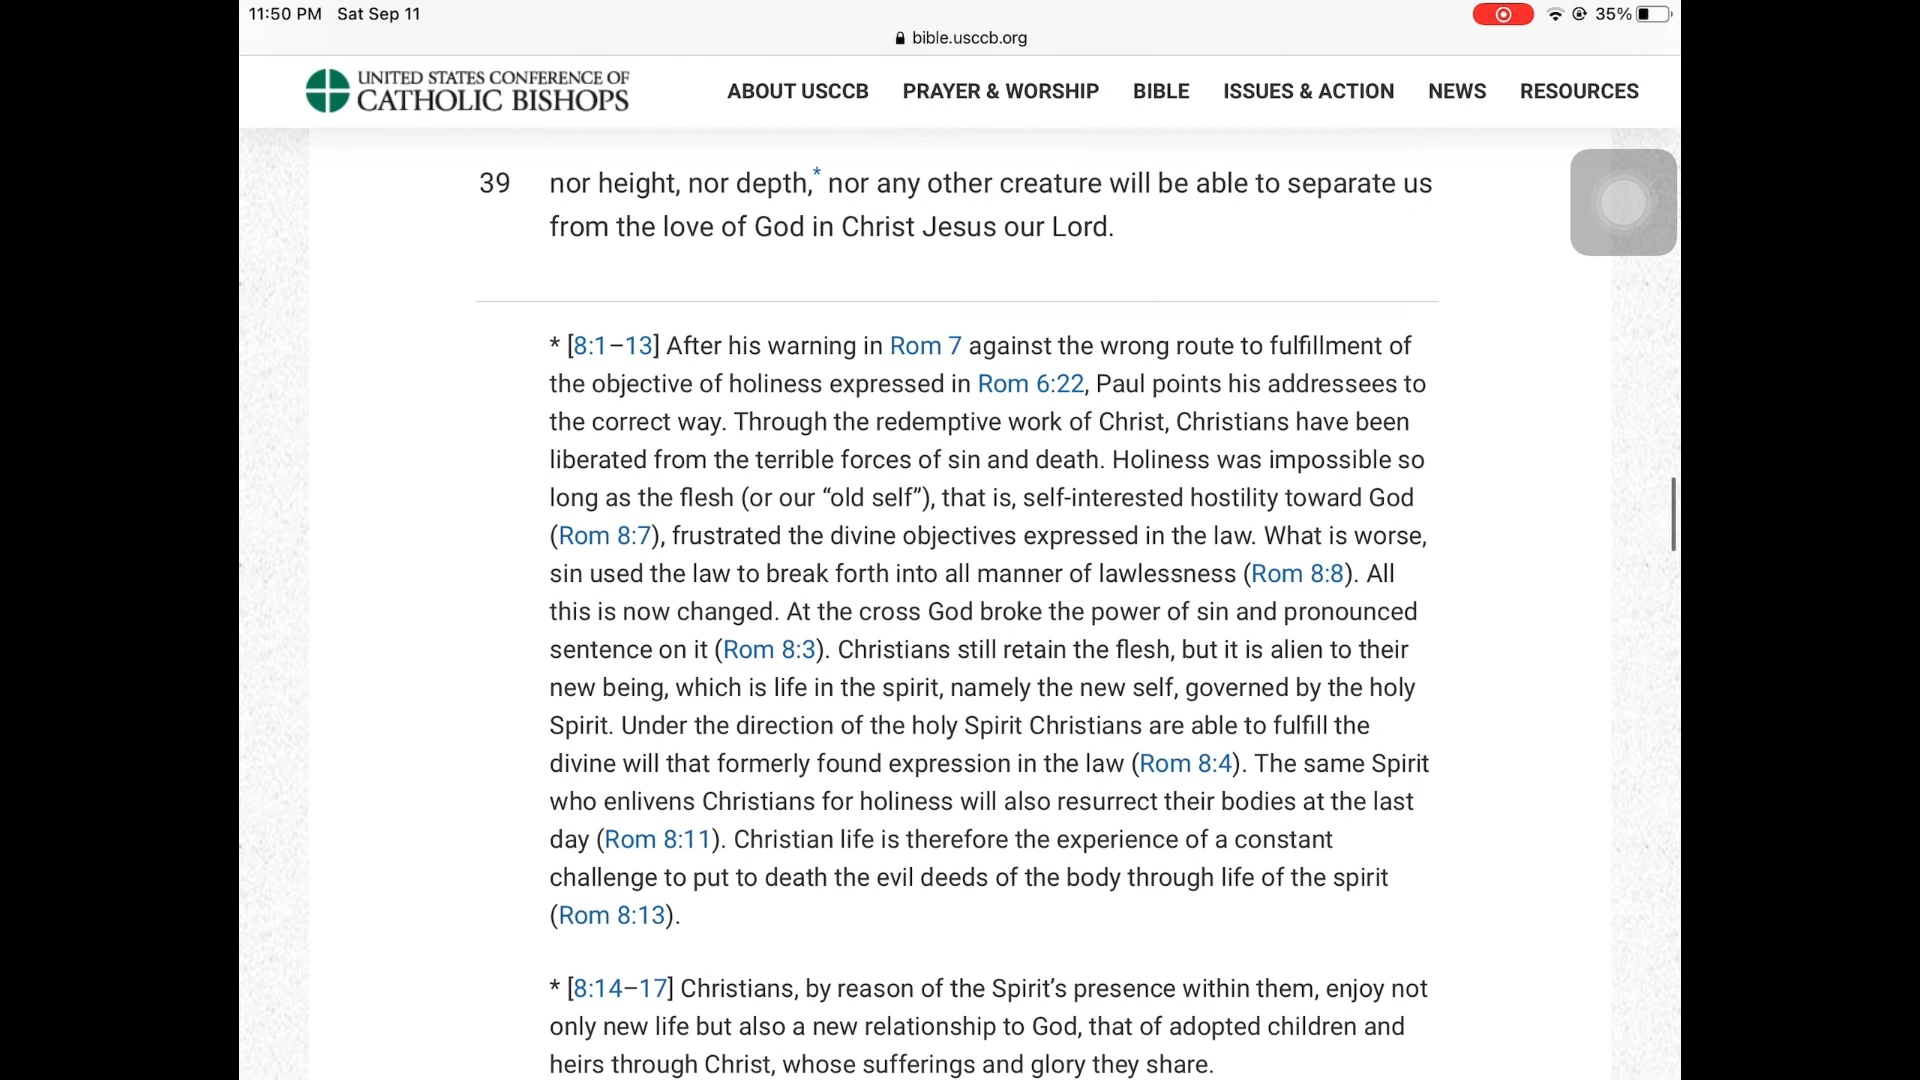 11:50 PM Sat Sep 11
35%
bible.usccb.org
UNITED STATES CONFERENCE OF
CATHOLIC BISHOPS
ABOUT USCCB PRAYER & WORSHIP BIBLE ISSUES & ACTION NEWS RESOURCES
39 nor height, nor depth,* nor any other creature will be able to separate us
from the love of God in Christ Jesus our Lord.
* [8:1–13] After his warning in Rom 7 against the wrong route to fulfillment of
the objective of holiness expressed in Rom 6:22, Paul points his addressees to
the correct way. Through the redemptive work of Christ, Christians have been
liberated from the terrible forces of sin and death. Holiness was impossible so
long as the flesh (or our “old self”), that is, self-interested hostility toward God
(Rom 8:7), frustrated the divine objectives expressed in the law. What is worse,
sin used the law to break forth into all manner of lawlessness (Rom 8:8). All
this is now changed. At the cross God broke the power of sin and pronounced
sentence on it (Rom 8:3). Christians still retain the flesh, but it is alien to their
new being, which is life in the spirit, namely the new self, governed by the holy
Spirit. Under the direction of the holy Spirit Christians are able to fulfill the
divine will that formerly found expression in the law (Rom 8:4). The same Spirit
who enlivens Christians for holiness will also resurrect their bodies at the last
day (Rom 8:11). Christian life is therefore the experience of a constant
challenge to put to death the evil deeds of the body through life of the spirit
(Rom 8:13).
* [8:14–17] Christians, by reason of the Spirit’s presence within them, enjoy not
only new life but also a new relationship to God, that of adopted children and
heirs through Christ, whose sufferings and glory they share.